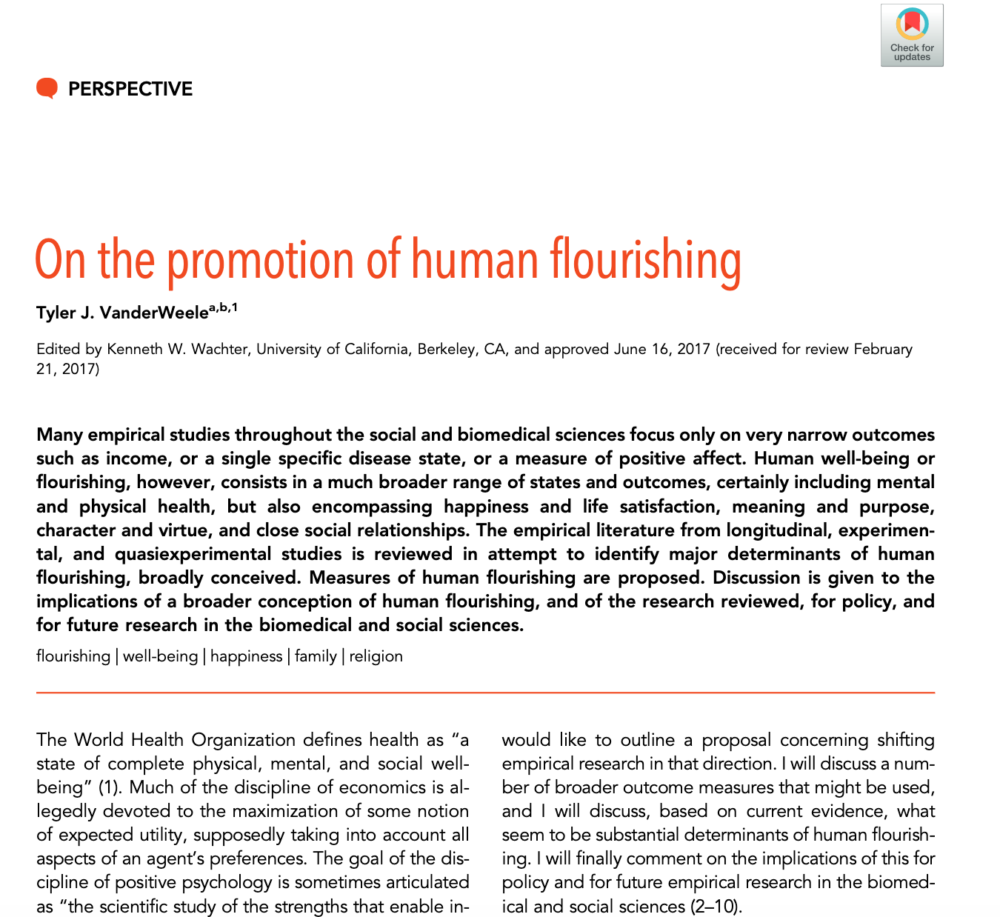 Check for
updates
PERSPECTIVE
On the promotion of human flourishing
Tyler J. VanderWeeleᵃ,ᵇ,¹
Edited by Kenneth W. Wachter, University of California, Berkeley, CA, and approved June 16, 2017 (received for review February
21, 2017)
Many empirical studies throughout the social and biomedical sciences focus only on very narrow outcomes
such as income, or a single specific disease state, or a measure of positive affect. Human well-being or
flourishing, however, consists in a much broader range of states and outcomes, certainly including mental
and physical health, but also encompassing happiness and life satisfaction, meaning and purpose,
character and virtue, and close social relationships. The empirical literature from longitudinal, experimen-
tal, and quasiexperimental studies is reviewed in attempt to identify major determinants of human
flourishing, broadly conceived. Measures of human flourishing are proposed. Discussion is given to the
implications of a broader conception of human flourishing, and of the research reviewed, for policy, and
for future research in the biomedical and social sciences.
flourishing | well-being | happiness | family | religion
The World Health Organization defines health as “a
state of complete physical, mental, and social well-
being” (1). Much of the discipline of economics is al-
legedly devoted to the maximization of some notion
of expected utility, supposedly taking into account all
aspects of an agent’s preferences. The goal of the dis-
cipline of positive psychology is sometimes articulated
as “the scientific study of the strengths that enable in-
would like to outline a proposal concerning shifting
empirical research in that direction. I will discuss a num-
ber of broader outcome measures that might be used,
and I will discuss, based on current evidence, what
seem to be substantial determinants of human flourish-
ing. I will finally comment on the implications of this for
policy and for future empirical research in the biomed-
ical and social sciences (2–10).